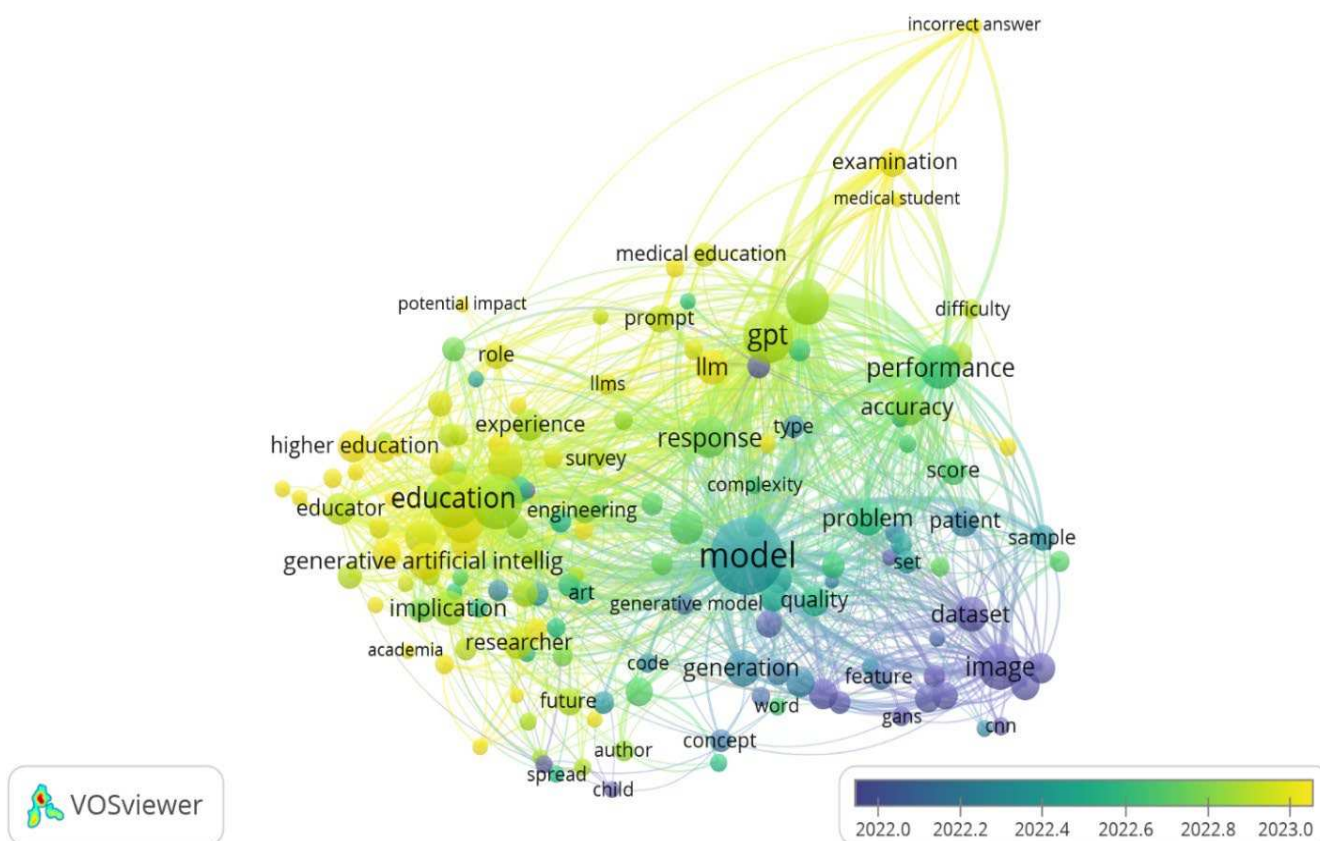 incorrect answer
examination
medical student
medical education
potential impact
difficulty
prompt
gpt
role
llm
performance
llms
accuracy
experience
type
higher education
response
survey
score
complexity
educator
education
engineering
problem
patient
sample
model
generative artificial intellig
set
art
generative model
quality
implication
dataset
academia
researcher
code
generation
feature
image
future
word
gans
cnn
author
concept
spread
child
VOSviewer
2022.0 2022.2 2022.4 2022.6 2022.8 2023.0